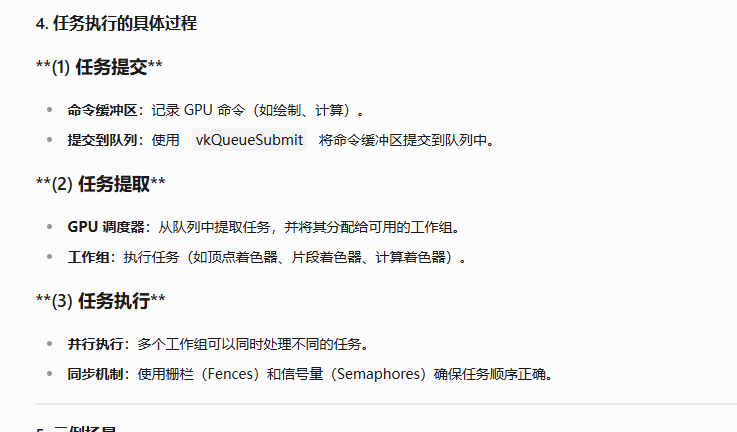 4. 任务执行的具体过程
**(1) 任务提交**
命令缓冲区：记录 GPU 命令（如绘制、计算）。
提交到队列：使用 vkQueueSubmit 将命令缓冲区提交到队列中。
**(2) 任务提取**
GPU 调度器：从队列中提取任务，并将其分配给可用的工作组。
工作组：执行任务（如顶点着色器、片段着色器、计算着色器）。
**(3) 任务执行**
并行执行：多个工作组可以同时处理不同的任务。
同步机制：使用栅栏（Fences）和信号量（Semaphores）确保任务顺序正确。